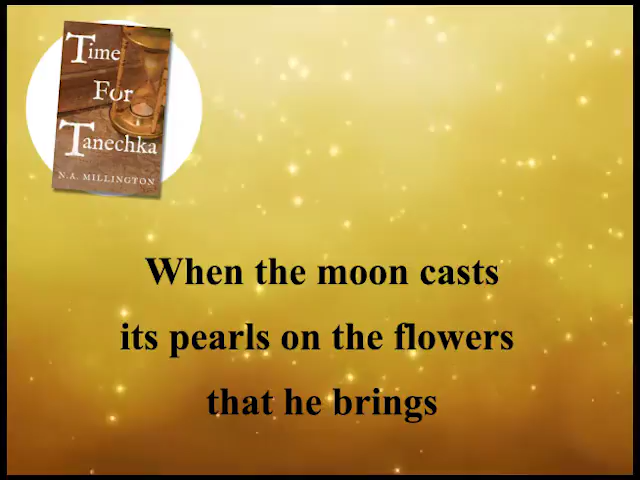 Time
For
Tanechka
N.A. MILLINGTON
When the moon casts
its pearls on the flowers
that he brings